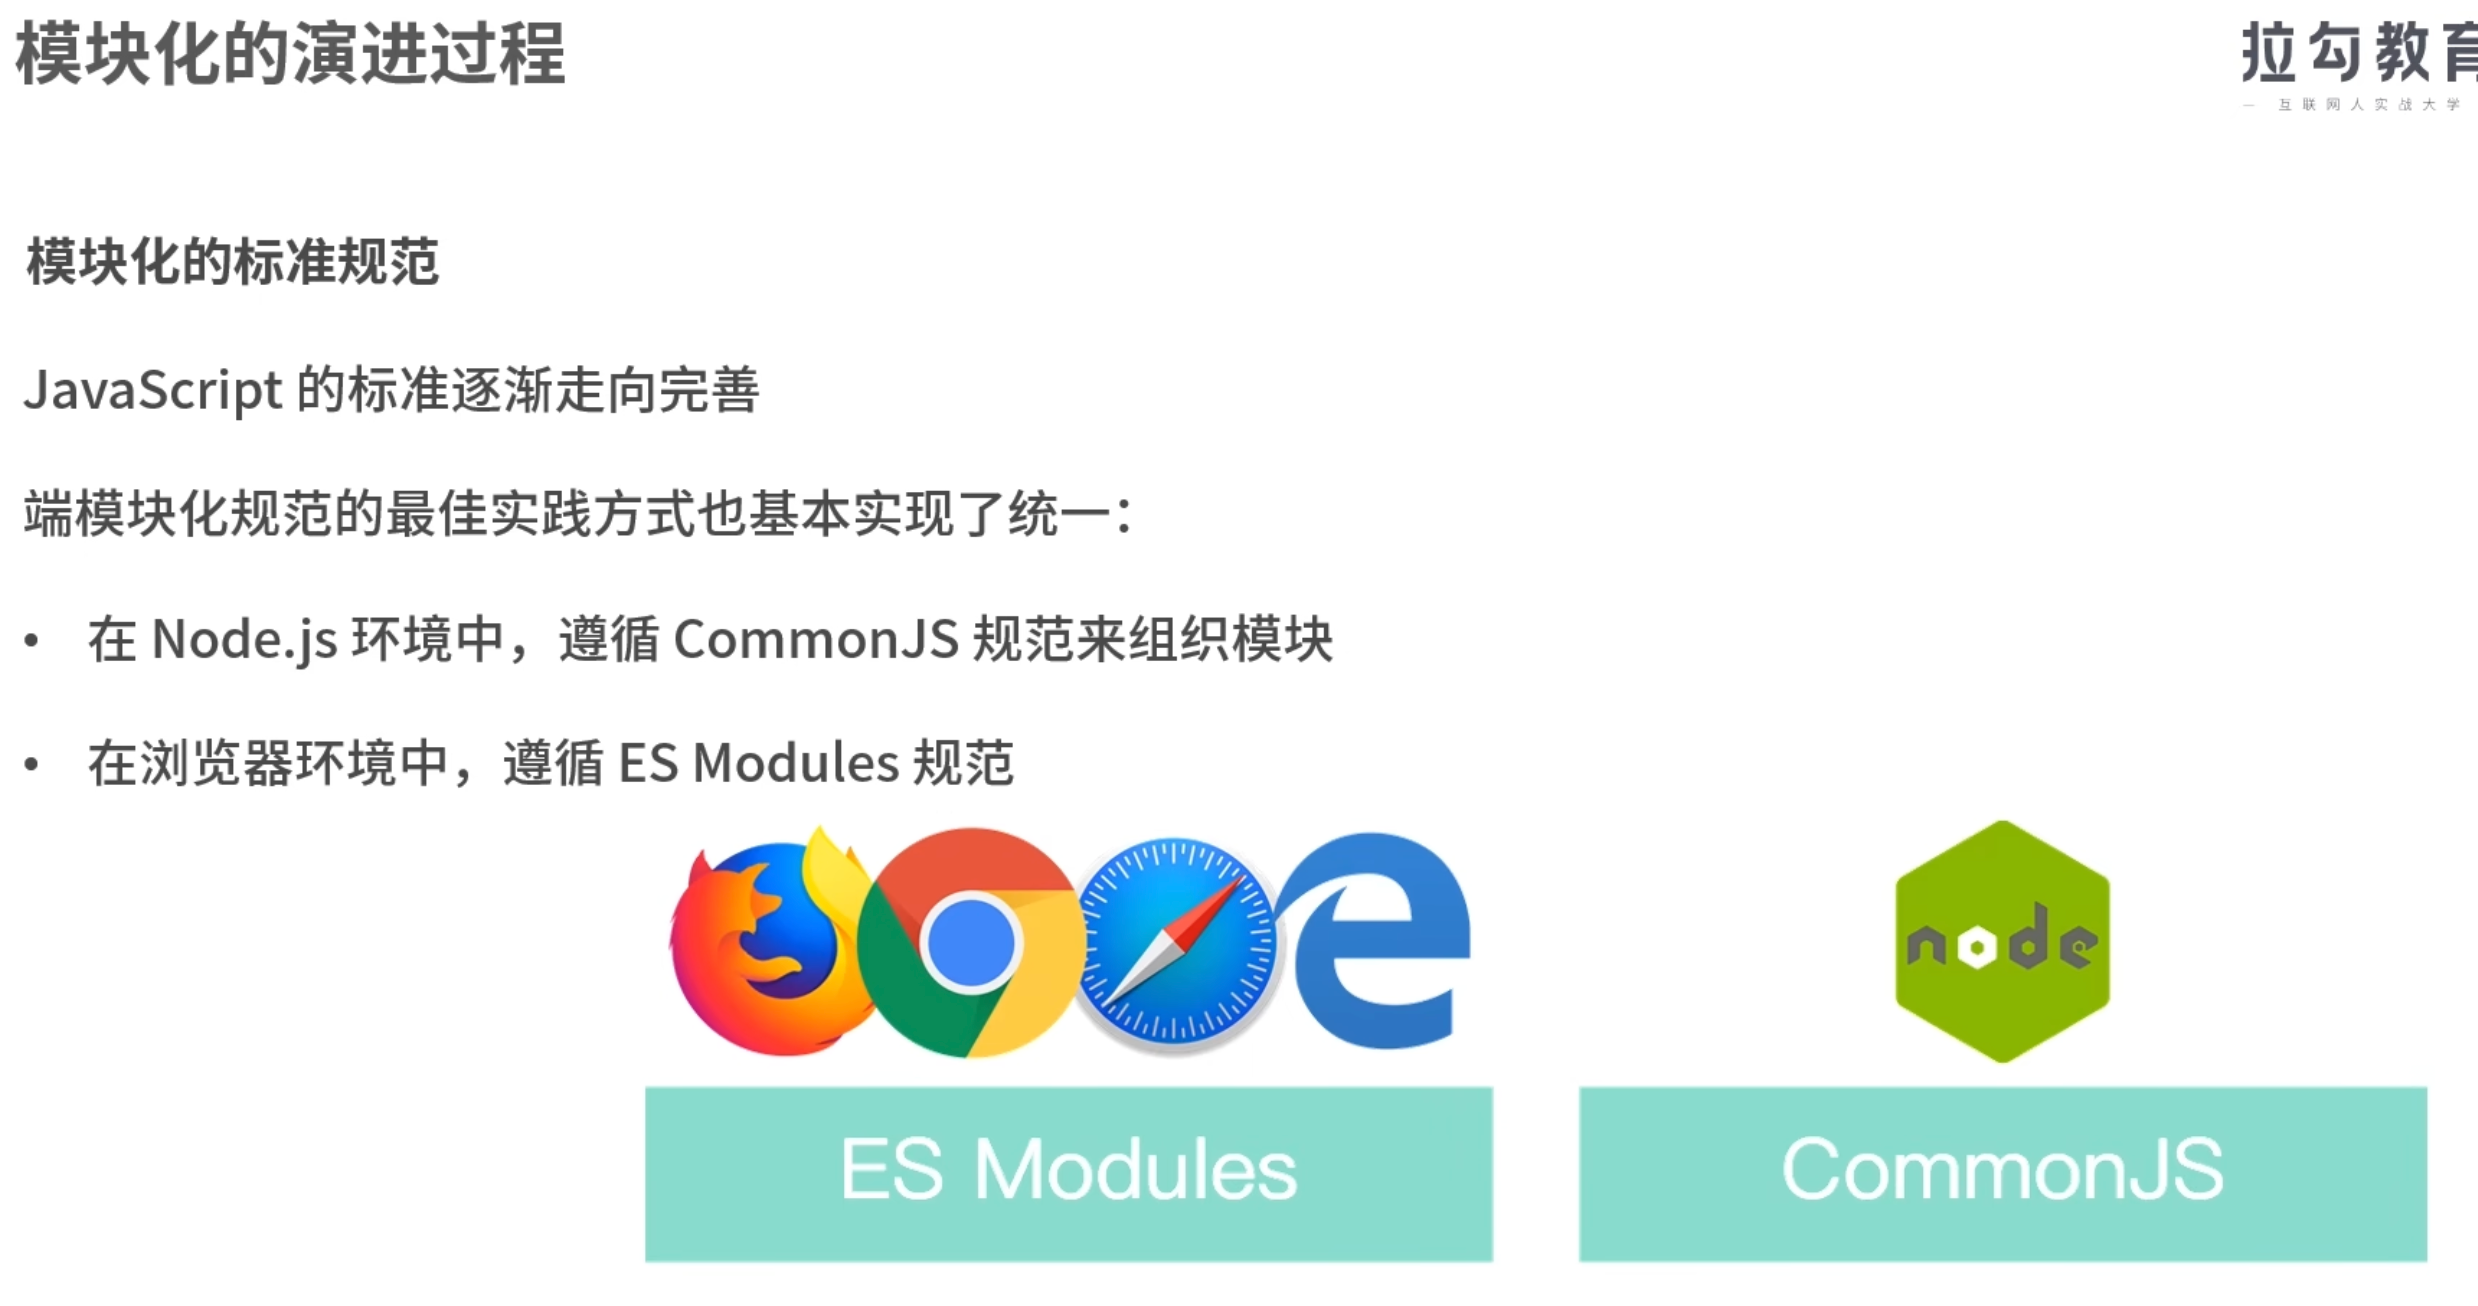 模块化的演进过程
拉勾教育
— 互联网人实战大学
模块化的标准规范
JavaScript 的标准逐渐走向完善
端模块化规范的最佳实践方式也基本实现了统一：
• 在 Node.js 环境中，遵循 CommonJS 规范来组织模块
• 在浏览器环境中，遵循 ES Modules 规范
node
ES Modules
CommonJS